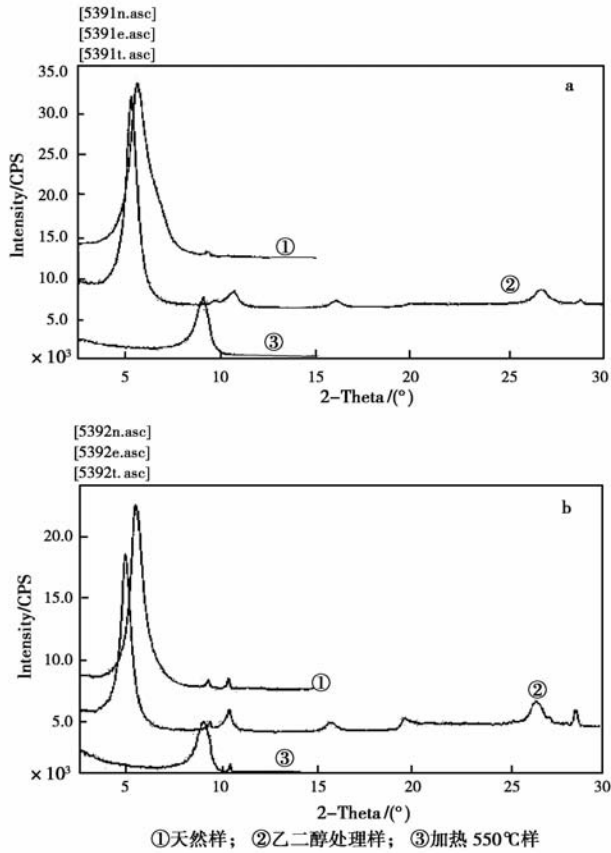 [5391n.asc]
[5391e.asc]
[5391t.asc]
35.0
a
30.0
25.0
20.0
15.0
①
10.0
②
5.0
③
×10³
Intensity/CPS
5 10 15 20 25 30
2-Theta/(°)
[5392n.asc]
[5392e.asc]
[5392t.asc]
b
20.0
15.0
10.0
①
②
5.0
③
×10³
Intensity/CPS
5 10 15 20 25 30
2-Theta/(°)
①天然样； ②乙二醇处理样； ③加热 550℃样